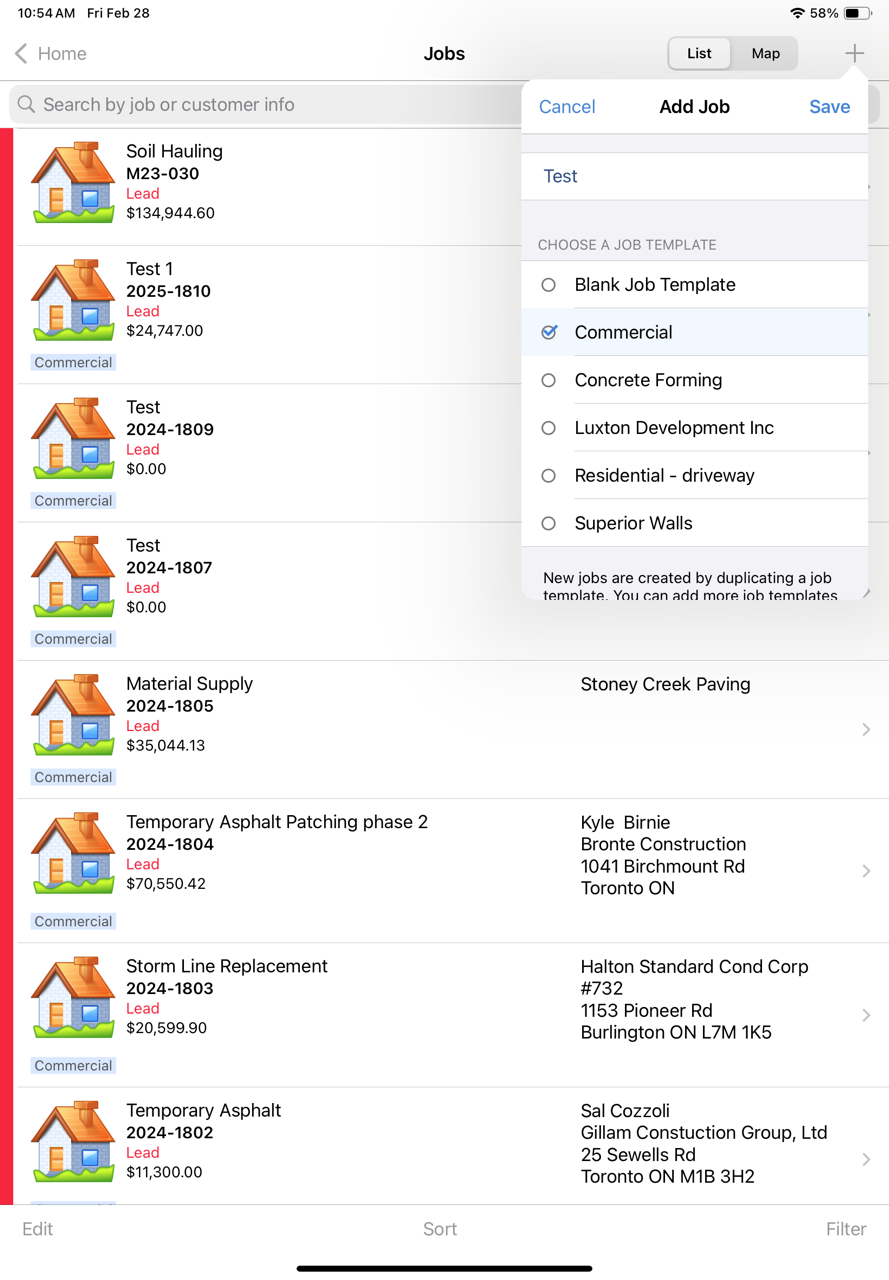 10:54 AM Fri Feb 28
58%
Home
Jobs
List
Map
Search by job or customer info
Cancel
Add Job
Save
Test
CHOOSE A JOB TEMPLATE
Blank Job Template
Commercial
Concrete Forming
Luxton Development Inc
Residential - driveway
Superior Walls
New jobs are created by duplicating a job
template. You can add more job templates
Soil Hauling
M23-030
Lead
$134,944.60
Test 1
2025-1810
Lead
$24,747.00
Commercial
Test
2024-1809
Lead
$0.00
Commercial
Test
2024-1807
Lead
$0.00
Commercial
Material Supply
2024-1805
Lead
$35,044.13
Commercial
Stoney Creek Paving
Temporary Asphalt Patching phase 2
2024-1804
Lead
$70,550.42
Commercial
Kyle Birnie
Bronte Construction
1041 Birchmount Rd
Toronto ON
Storm Line Replacement
2024-1803
Lead
$20,599.90
Commercial
Halton Standard Cond Corp
#732
1153 Pioneer Rd
Burlington ON L7M 1K5
Temporary Asphalt
2024-1802
Lead
$11,300.00
Sal Cozzoli
Gillam Constuction Group, Ltd
25 Sewells Rd
Toronto ON M1B 3H2
Edit
Sort
Filter